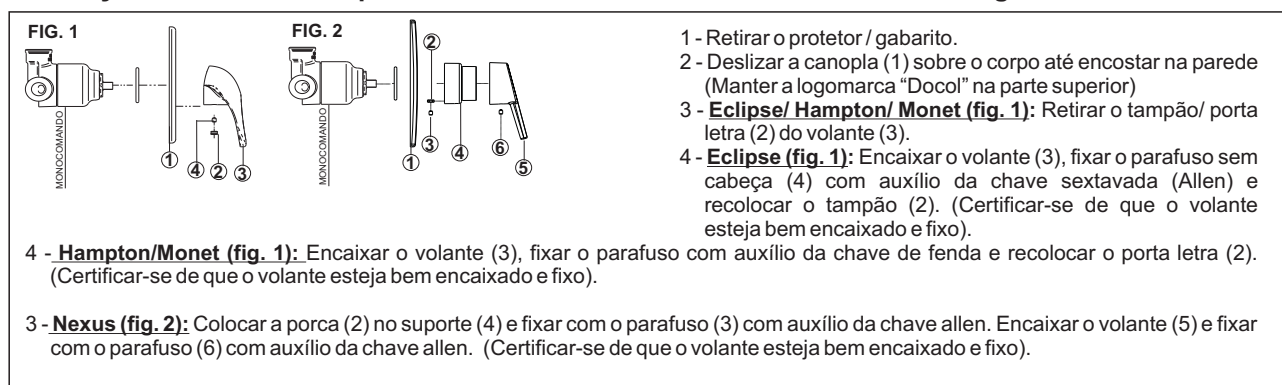 FIG. 1
FIG. 2
MONOCOMANDO
1
4
2
3
MONOCOMANDO
2
1
3
4
6
5
1 - Retirar o protetor / gabarito.
2 - Deslizar a canopla (1) sobre o corpo até encostar na parede
(Manter a logomarca “Docol” na parte superior)
3 - Eclipse/ Hampton/ Monet (fig. 1): Retirar o tampão/ porta
letra (2) do volante (3).
4 - Eclipse (fig. 1): Encaixar o volante (3), fixar o parafuso sem
cabeça (4) com auxílio da chave sextavada (Allen) e
recolocar o tampão (2). (Certificar-se de que o volante
esteja bem encaixado e fixo).
4 - Hampton/Monet (fig. 1): Encaixar o volante (3), fixar o parafuso com auxílio da chave de fenda e recolocar o porta letra (2).
(Certificar-se de que o volante esteja bem encaixado e fixo).
3 - Nexus (fig. 2): Colocar a porca (2) no suporte (4) e fixar com o parafuso (3) com auxílio da chave allen. Encaixar o volante (5) e fixar
com o parafuso (6) com auxílio da chave allen. (Certificar-se de que o volante esteja bem encaixado e fixo).